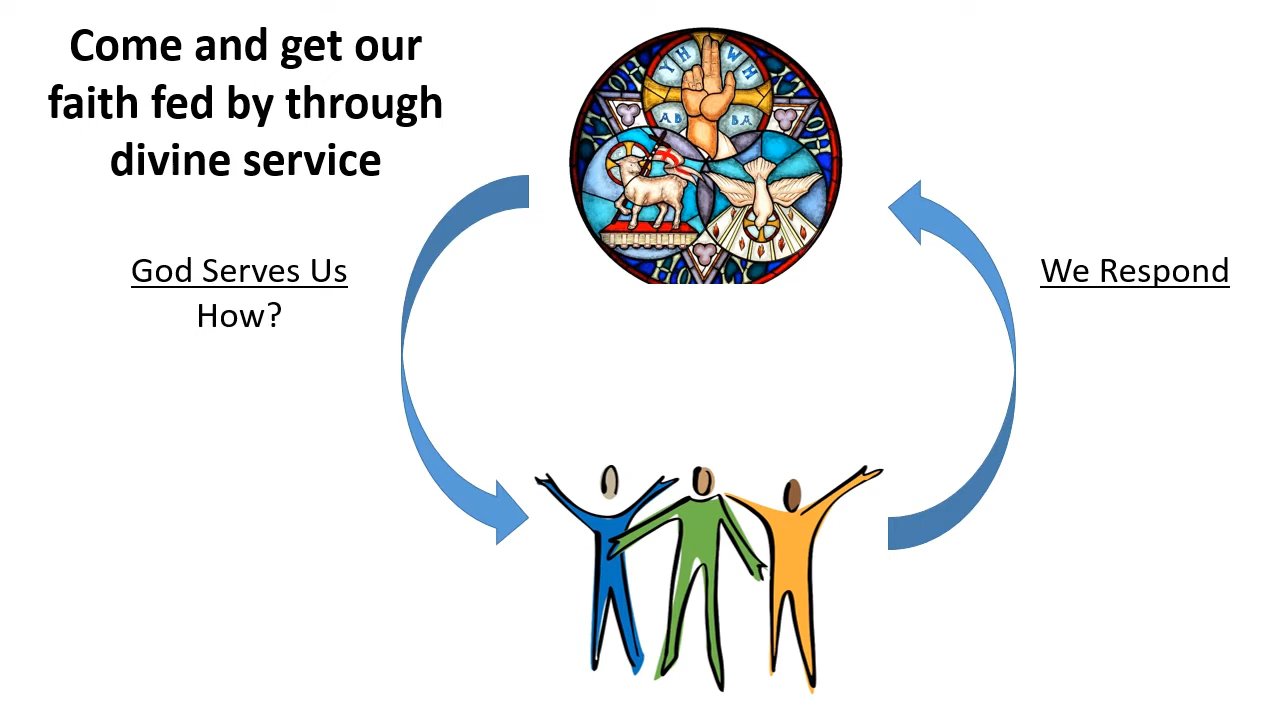 Come and get our
faith fed by through
divine service
YH WH
AB BA
God Serves Us
How?
We Respond